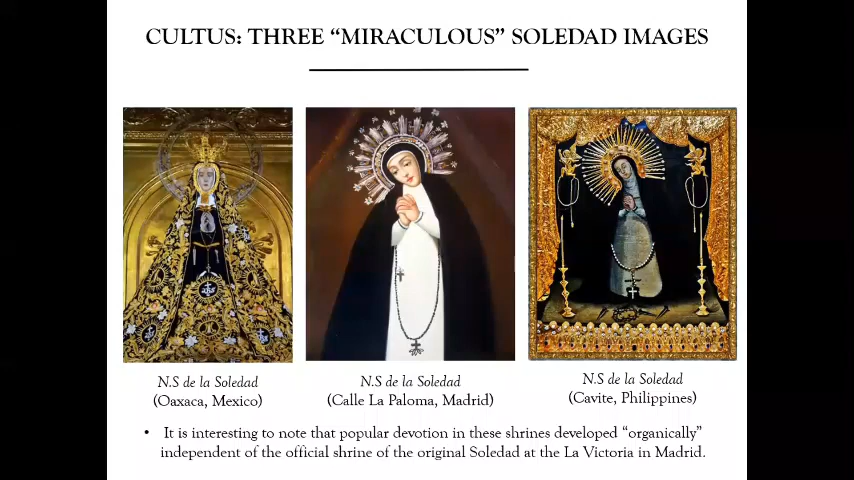 CULTUS: THREE “MIRACULOUS” SOLEDAD IMAGES
N.S de la Soledad
(Oaxaca, Mexico)
N.S de la Soledad
(Calle La Paloma, Madrid)
N.S de la Soledad
(Cavite, Philippines)
• It is interesting to note that popular devotion in these shrines developed “organically”
independent of the official shrine of the original Soledad at the La Victoria in Madrid.